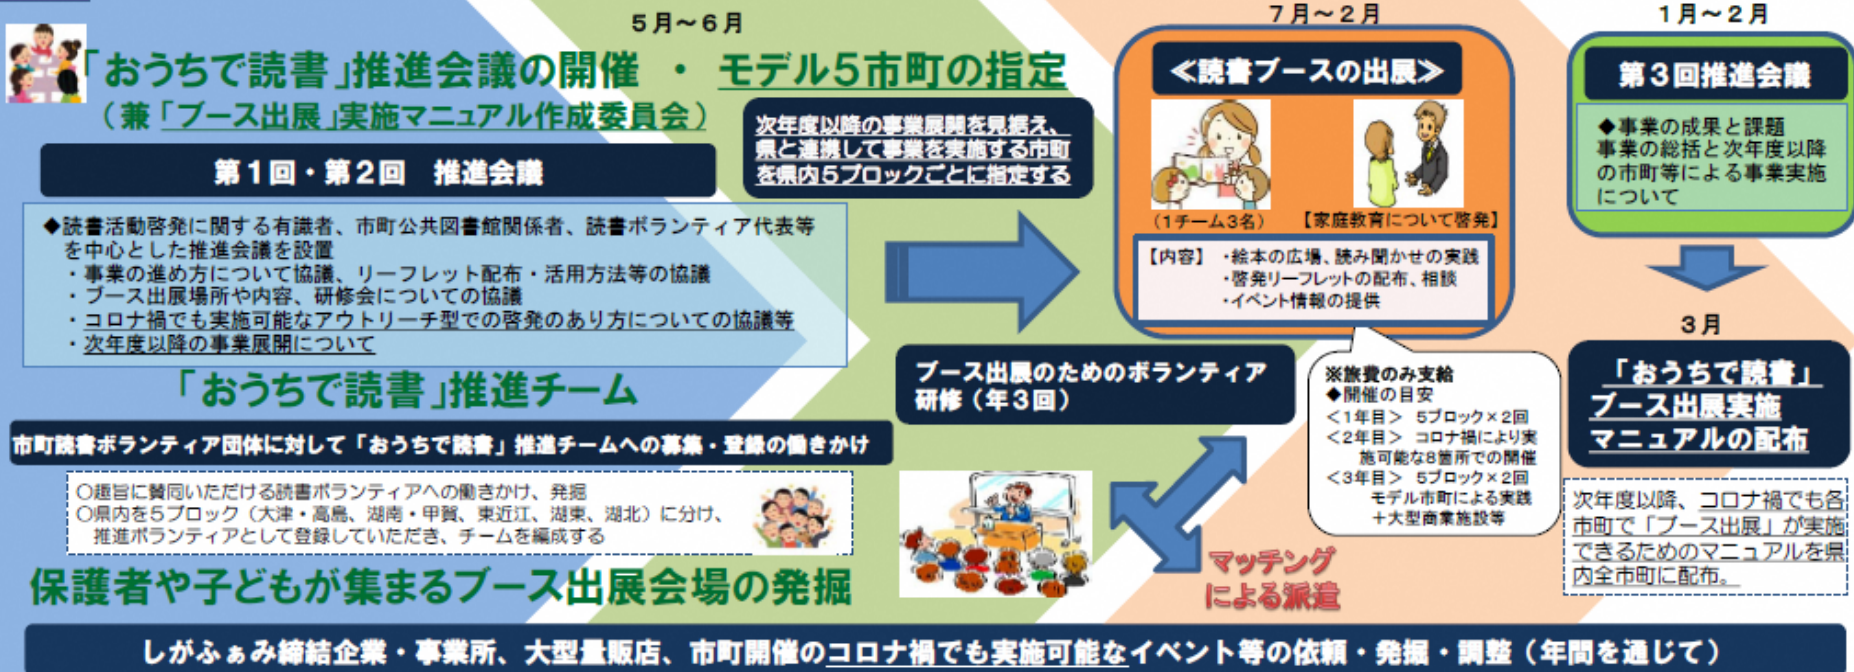 5月～6月
「おうちで読書」推進会議の開催 ・ モデル5市町の指定
（兼「ブース出展」実施マニュアル作成委員会）
次年度以降の事業展開を見据え、
県と連携して事業を実施する市町
を県内5ブロックごとに指定する
第1回・第2回 推進会議
◆読書活動啓発に関する有識者、市町公共図書館関係者、読書ボランティア代表等
を中心とした推進会議を設置
・事業の進め方について協議、リーフレット配布・活用方法等の協議
・ブース出展場所や内容、研修会についての協議
・コロナ禍でも実施可能なアウトリーチ型での啓発のあり方についての協議等
・次年度以降の事業展開について
「おうちで読書」推進チーム
市町読書ボランティア団体に対して「おうちで読書」推進チームへの募集・登録の働きかけ
○趣旨に賛同いただける読書ボランティアへの働きかけ、発掘
○県内を5ブロック（大津・高島、湖南・甲賀、東近江、湖東、湖北）に分け、
推進ボランティアとして登録していただき、チームを編成する
保護者や子どもが集まるブース出展会場の発掘
ブース出展のためのボランティア
研修（年3回）
マッチング
による派遣
7月～2月
≪読書ブースの出展≫
（1チーム3名）
【家庭教育について啓発】
【内容】 ・絵本の広場、読み聞かせの実践
・啓発リーフレットの配布、相談
・イベント情報の提供
※旅費のみ支給
◆開催の目安
＜1年目＞ 5ブロック×2回
＜2年目＞ コロナ禍により実
施可能な8箇所での開催
＜3年目＞ 5ブロック×2回
モデル市町による実践
＋大型商業施設等
1月～2月
第3回推進会議
◆事業の成果と課題
事業の総括と次年度以降
の市町等による事業実施
について
3月
「おうちで読書」
ブース出展実施
マニュアルの配布
次年度以降、コロナ禍でも各
市町で「ブース出展」が実施
できるためのマニュアルを県
内全市町に配布。
しがふぁみ締結企業・事業所、大型量販店、市町開催のコロナ禍でも実施可能なイベント等の依頼・発掘・調整（年間を通じて）